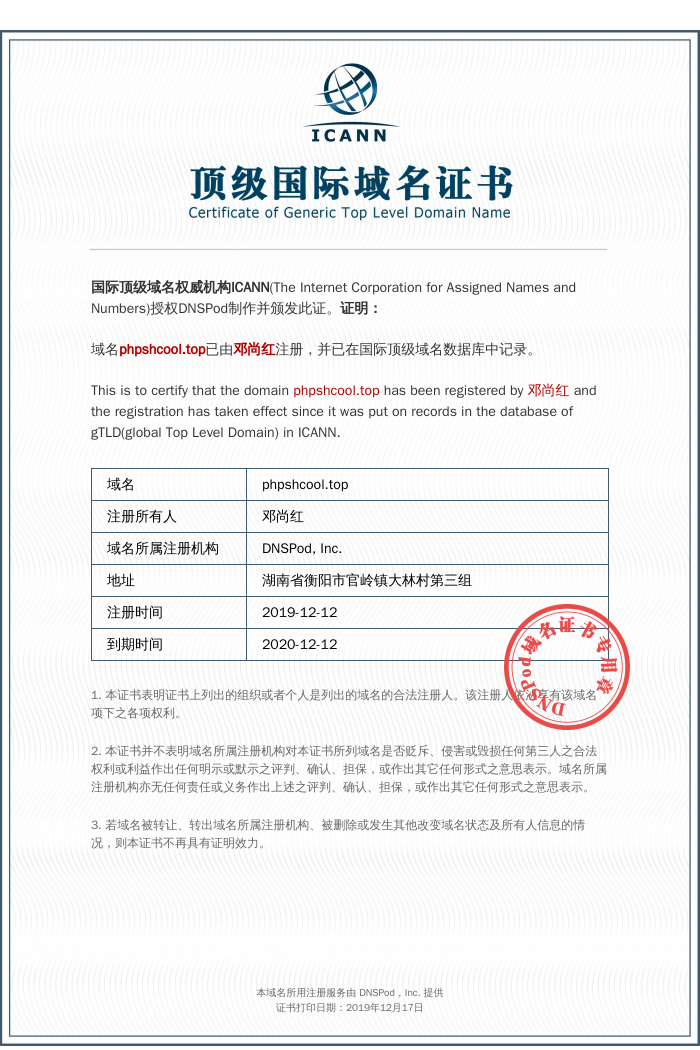 ICANN
顶级国际域名证书
Certificate of Generic Top Level Domain Name
国际顶级域名权威机构ICANN(The Internet Corporation for Assigned Names and
Numbers)授权DNSPod制作并颁发此证。证明：
域名phpshcool.top已由邓尚红注册，并已在国际顶级域名数据库中记录。
This is to certify that the domain phpshcool.top has been registered by 邓尚红 and
the registration has taken effect since it was put on records in the database of
gTLD(global Top Level Domain) in ICANN.
域名 phpshcool.top
注册所有人 邓尚红
域名所属注册机构 DNSPod, Inc.
地址 湖南省衡阳市官岭镇大林村第三组
注册时间 2019-12-12
到期时间 2020-12-12
DNSPod域名证书专用章
1. 本证书表明证书上列出的组织或者个人是列出的域名的合法注册人。该注册人依法享有该域名
项下之各项权利。
2. 本证书并不表明域名所属注册机构对本证书所列域名是否贬斥、侵害或毁损任何第三人之合法
权利或利益作出任何明示或默示之评判、确认、担保，或作出其它任何形式之意思表示。域名所属
注册机构亦无任何责任或义务作出上述之评判、确认、担保，或作出其它任何形式之意思表示。
3. 若域名被转让、转出域名所属注册机构、被删除或发生其他改变域名状态及所有人信息的情
况，则本证书不再具有证明效力。
本域名所用注册服务由 DNSPod，Inc. 提供
证书打印日期：2019年12月17日